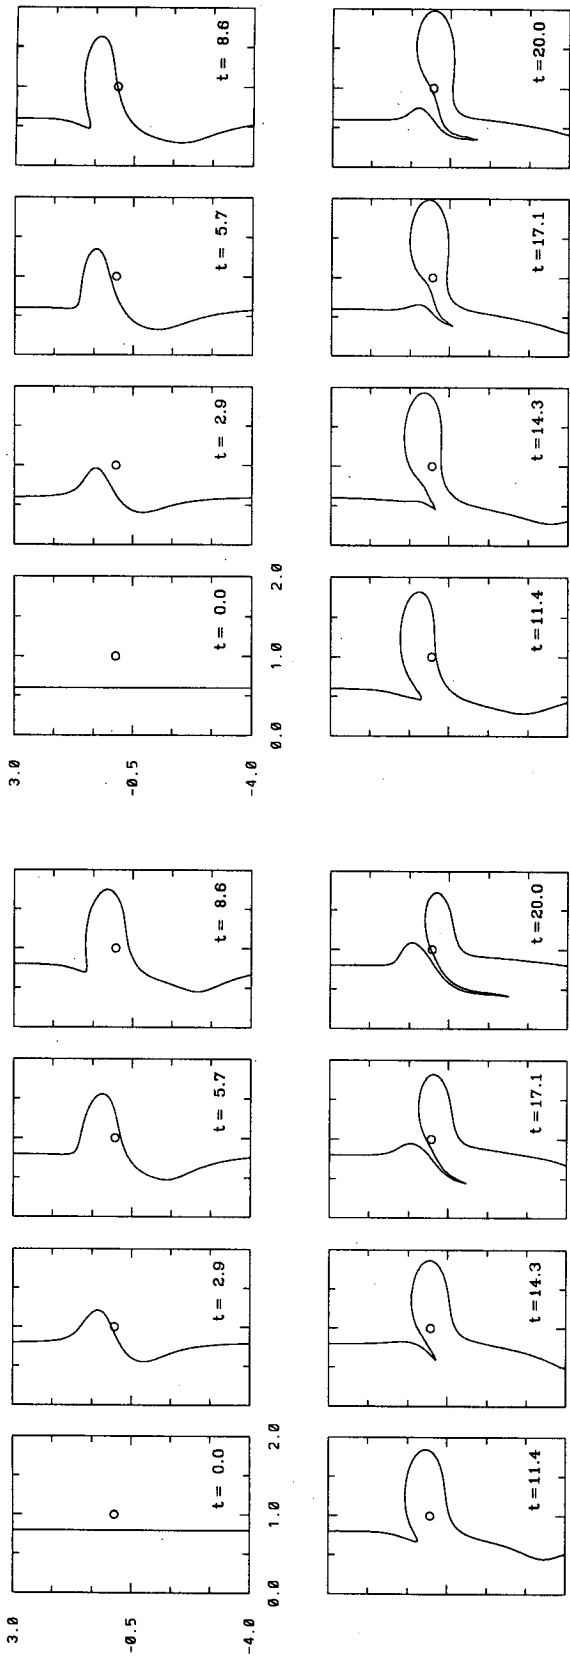 3.0
-0.5
-4.0
0.0 1.0 2.0
t = 0.0
t = 2.9
t = 5.7
t = 8.6
t = 11.4
t = 14.3
t = 17.1
t = 20.0
3.0
-0.5
-4.0
0.0 1.0 2.0
t = 0.0
t = 2.9
t = 5.7
t = 8.6
t = 11.4
t = 14.3
t = 17.1
t = 20.0